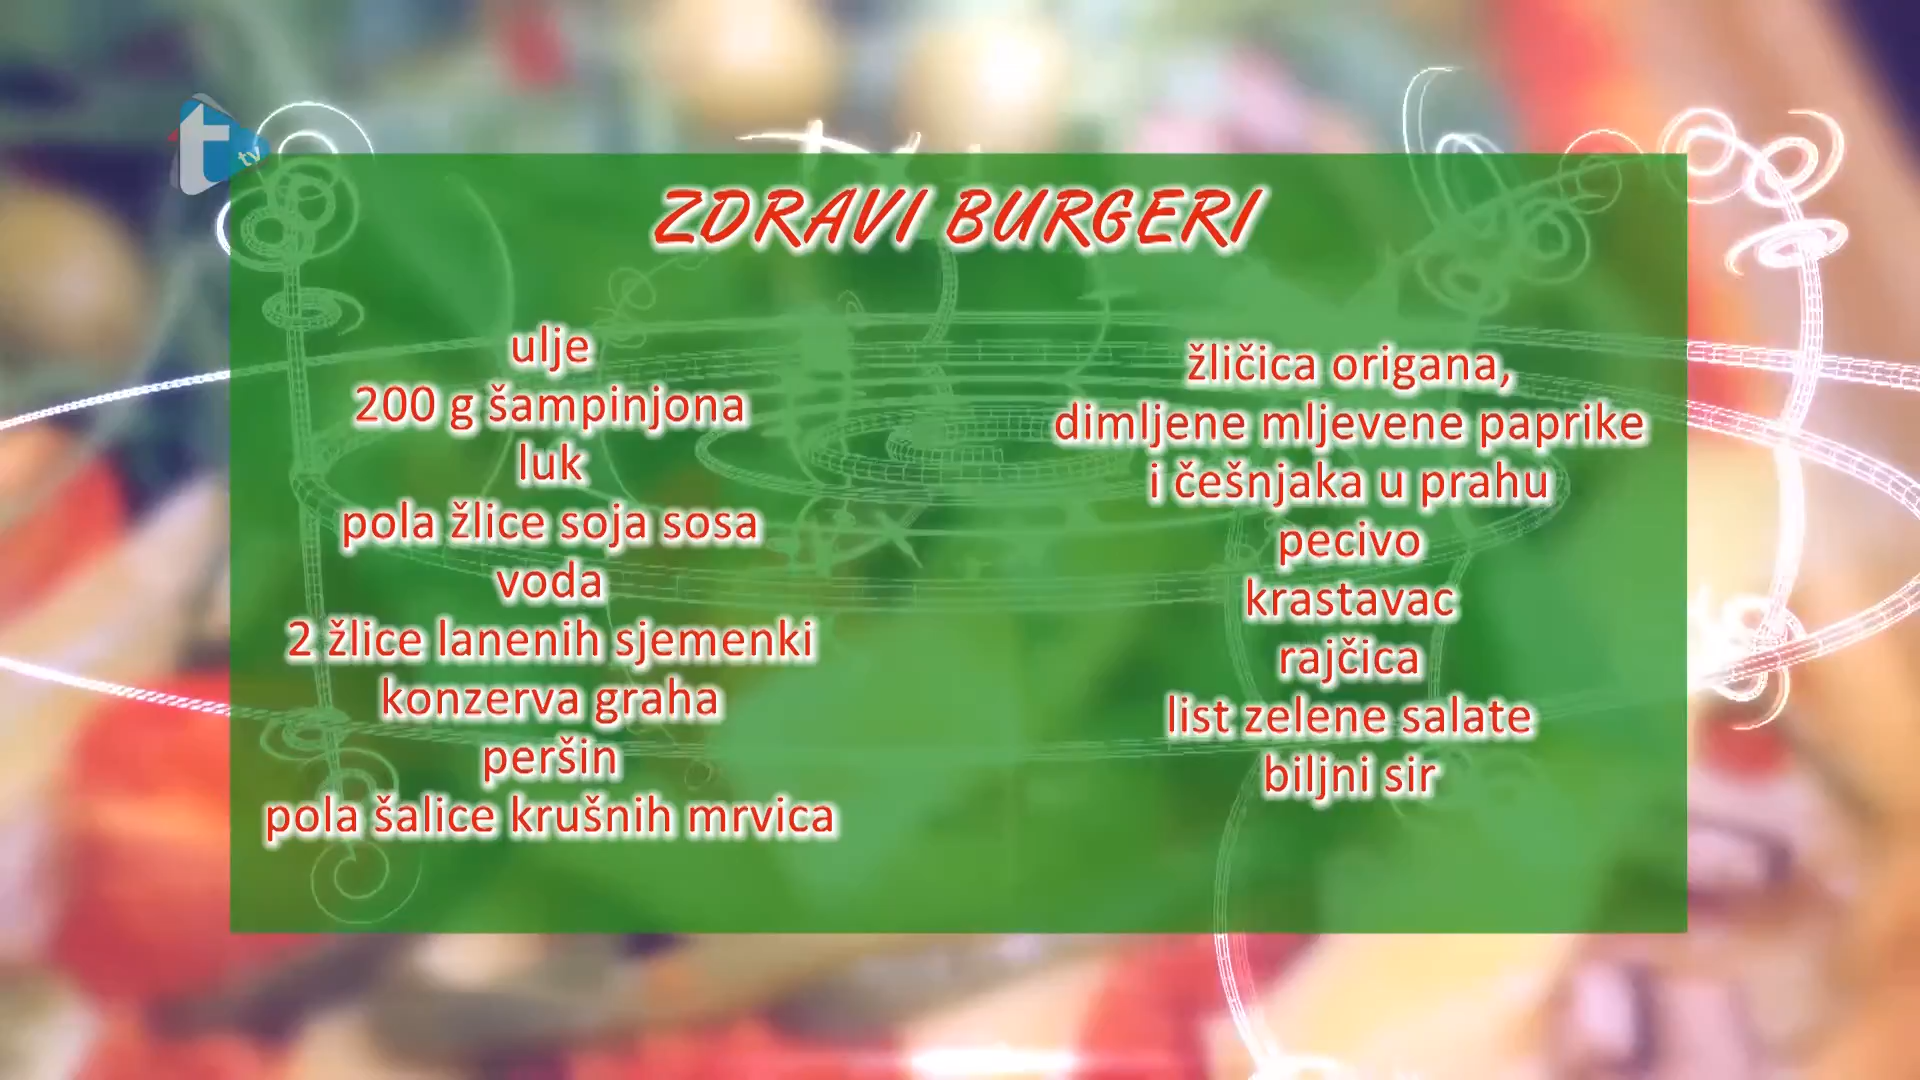 t tv
ZDRAVI BURGERI
ulje
200 g šampinjona
luk
pola žlice soja sosa
voda
2 žlice lanenih sjemenki
konzerva graha
peršin
pola šalice krušnih mrvica
žličica origana,
dimljene mljevene paprike
i češnjaka u prahu
pecivo
krastavac
rajčica
list zelene salate
biljni sir